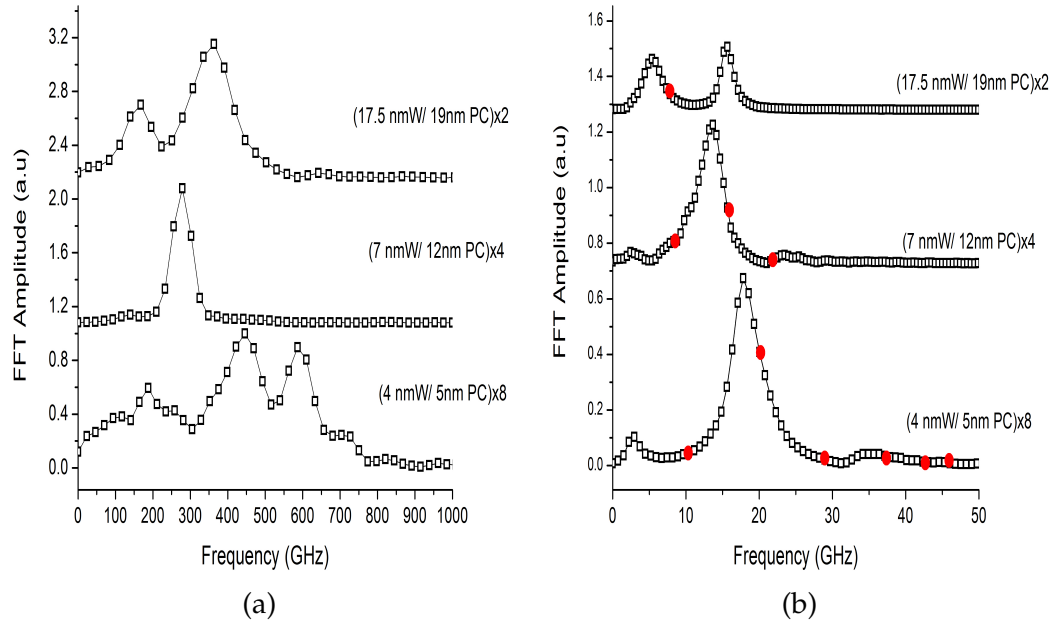 3.2
2.8
2.4
2.0
1.6
1.2
0.8
0.4
0.0
FFT Amplitude (a.u)
(17.5 nmW/ 19nm PC)x2
(7 nmW/ 12nm PC)x4
(4 nmW/ 5nm PC)x8
0 100 200 300 400 500 600 700 800 900 1000
Frequency (GHz)
(a)
1.6
1.4
1.2
1.0
0.8
0.6
0.4
0.2
0.0
FFT Amplitude (a.u)
(17.5 nmW/ 19nm PC)x2
(7 nmW/ 12nm PC)x4
(4 nmW/ 5nm PC)x8
0 10 20 30 40 50
Frequency (GHz)
(b)